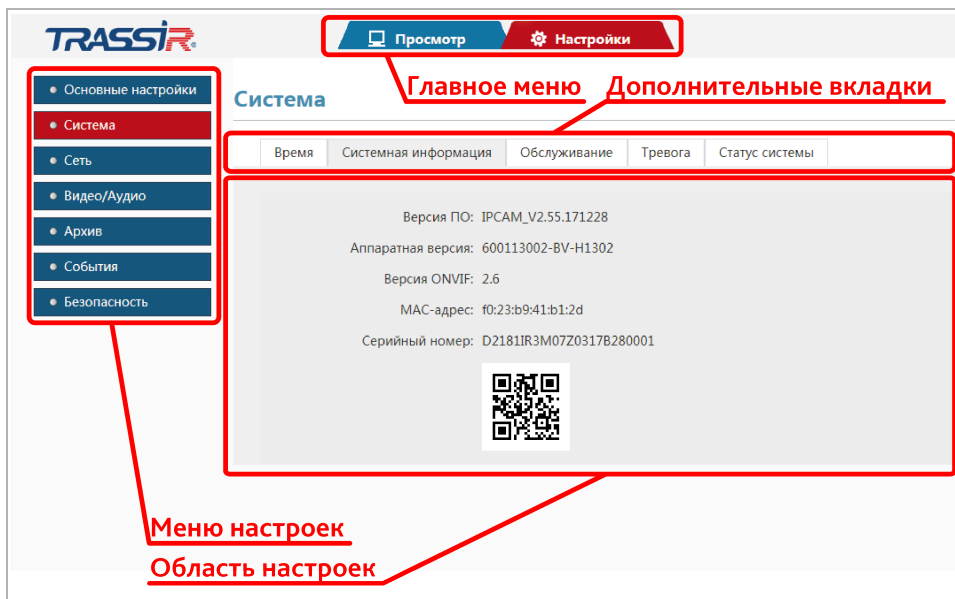 TRASSIR
Просмотр
Настройки
Главное меню
Дополнительные вкладки
Основные настройки
Система
Сеть
Видео/Аудио
Архив
События
Безопасность
Система
Время
Системная информация
Обслуживание
Тревога
Статус системы
Версия ПО: IPCAM_V2.55.171228
Аппаратная версия: 600113002-BV-H1302
Версия ONVIF: 2.6
MAC-адрес: f0:23:b9:41:b1:2d
Серийный номер: D2181IR3M07Z0317B280001
Меню настроек
Область настроек